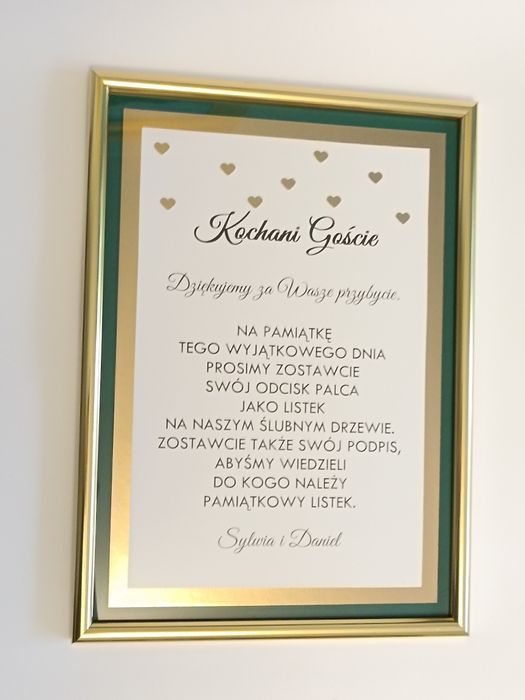 Kochani Goście
Dziękujemy za Wasze przybycie.
NA PAMIĄTKĘ
TEGO WYJĄTKOWEGO DNIA
PROSIMY ZOSTAWCIE
SWÓJ ODCISK PALCA
JAKO LISTEK
NA NASZYM ŚLUBNYM DRZEWIE.
ZOSTAWCIE TAKŻE SWÓJ PODPIS,
ABYŚMY WIEDZIELI
DO KOGO NALEŻY
PAMIĄTKOWY LISTEK.
Sylwia i Daniel